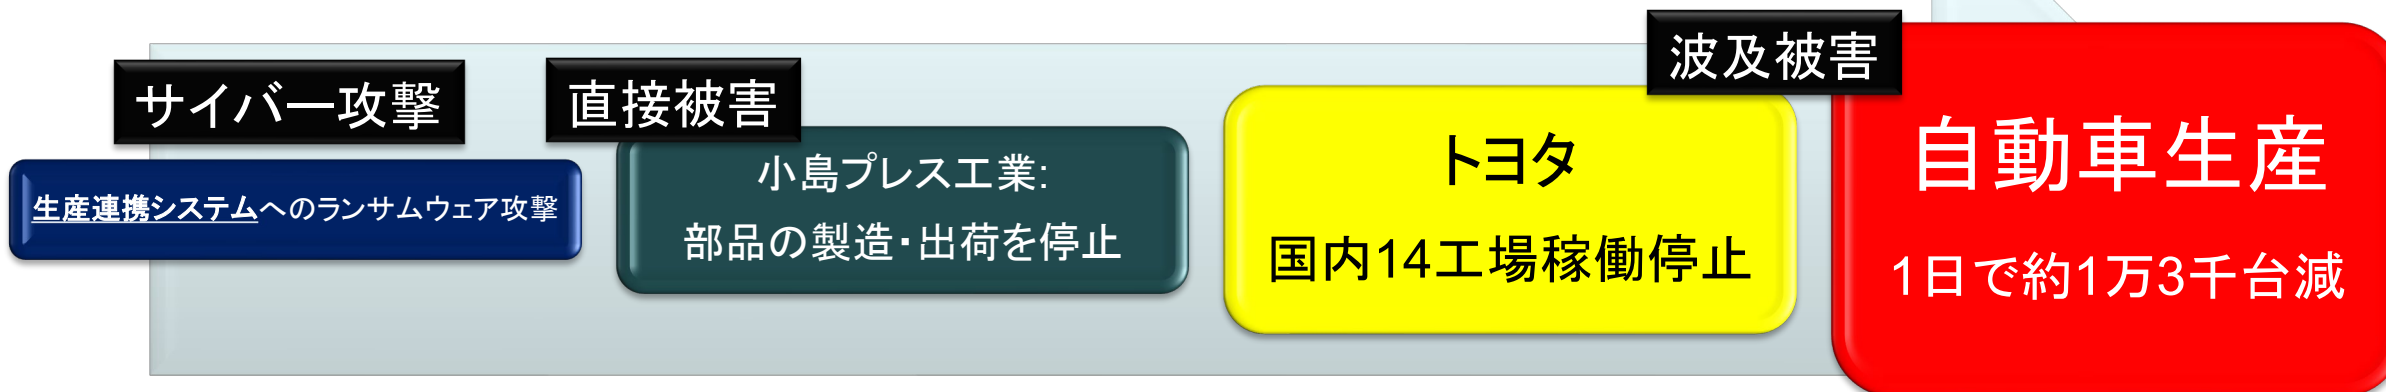 サイバー攻撃
生産連携システムへのランサムウェア攻撃
直接被害
小島プレス工業:
部品の製造・出荷を停止
トヨタ
国内14工場稼働停止
波及被害
自動車生産
1日で約1万3千台減